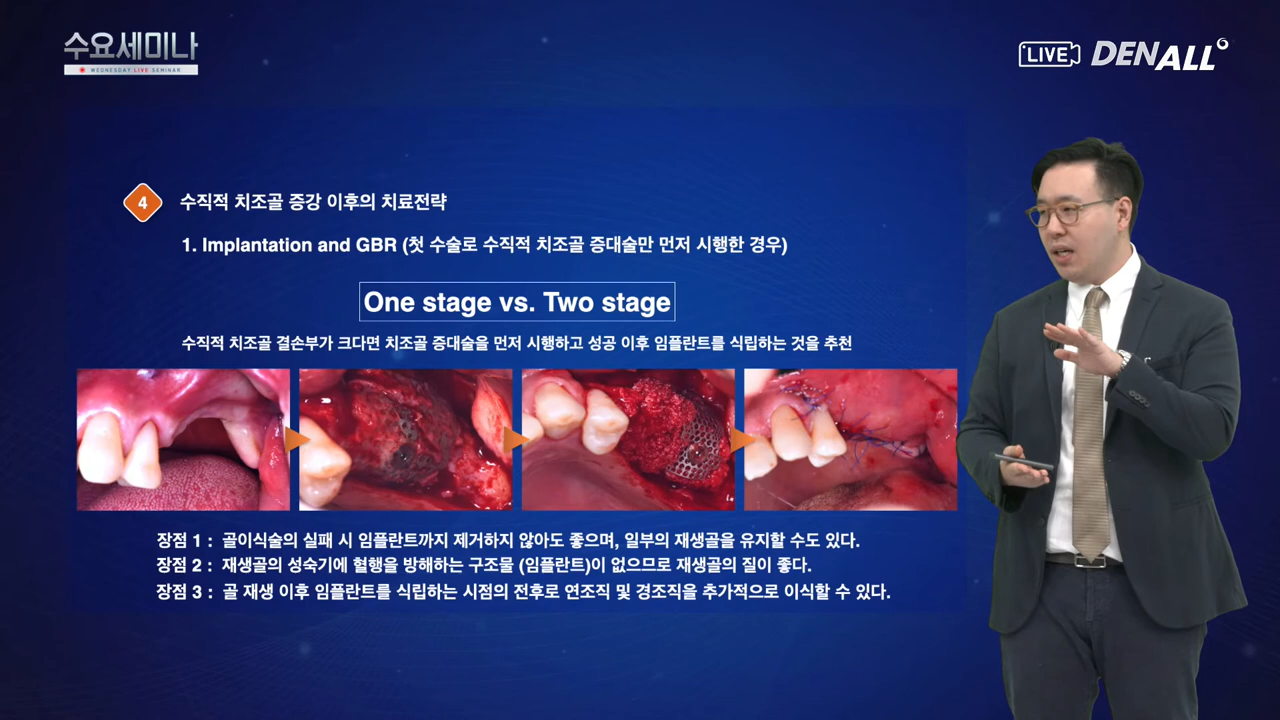 수요세미나
WEDNESDAY LIVE SEMINAR
LIVE DENALL
4 수직적 치조골 증강 이후의 치료전략
1. Implantation and GBR (첫 수술로 수직적 치조골 증대술만 먼저 시행한 경우)
One stage vs. Two stage
수직적 치조골 결손부가 크다면 치조골 증대술을 먼저 시행하고 성공 이후 임플란트를 식립하는 것을 추천
장점 1 : 골이식술의 실패 시 임플란트까지 제거하지 않아도 좋으며, 일부의 재생골을 유지할 수도 있다.
장점 2 : 재생골의 성숙기에 혈행을 방해하는 구조물 (임플란트)이 없으므로 재생골의 질이 좋다.
장점 3 : 골 재생 이후 임플란트를 식립하는 시점의 전후로 연조직 및 경조직을 추가적으로 이식할 수 있다.